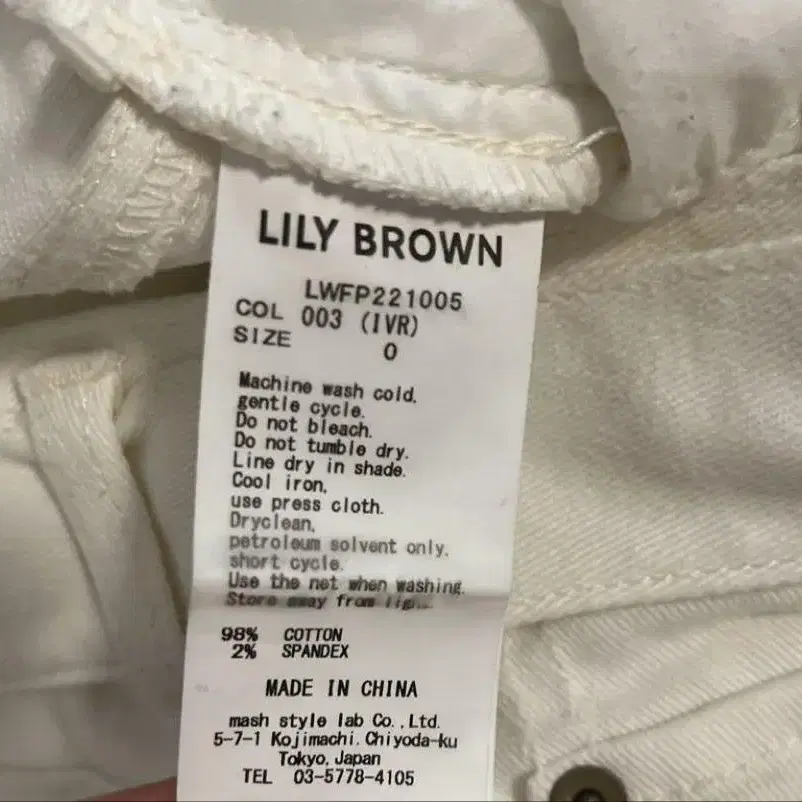 LILY BROWN
LWFP221005
COL 003 (IVR)
SIZE 0
Machine wash cold,
gentle cycle.
Do not bleach.
Do not tumble dry.
Line dry in shade.
Cool iron,
use press cloth.
Dryclean,
petroleum solvent only,
short cycle.
Use the net when washing.
Store away from
98% COTTON
2% SPANDEX
MADE IN CHINA
mash style lab Co.,Ltd.
5-7-1 Kojimachi, Chiyoda-ku
Tokyo, Japan
TEL 03-5778-4105